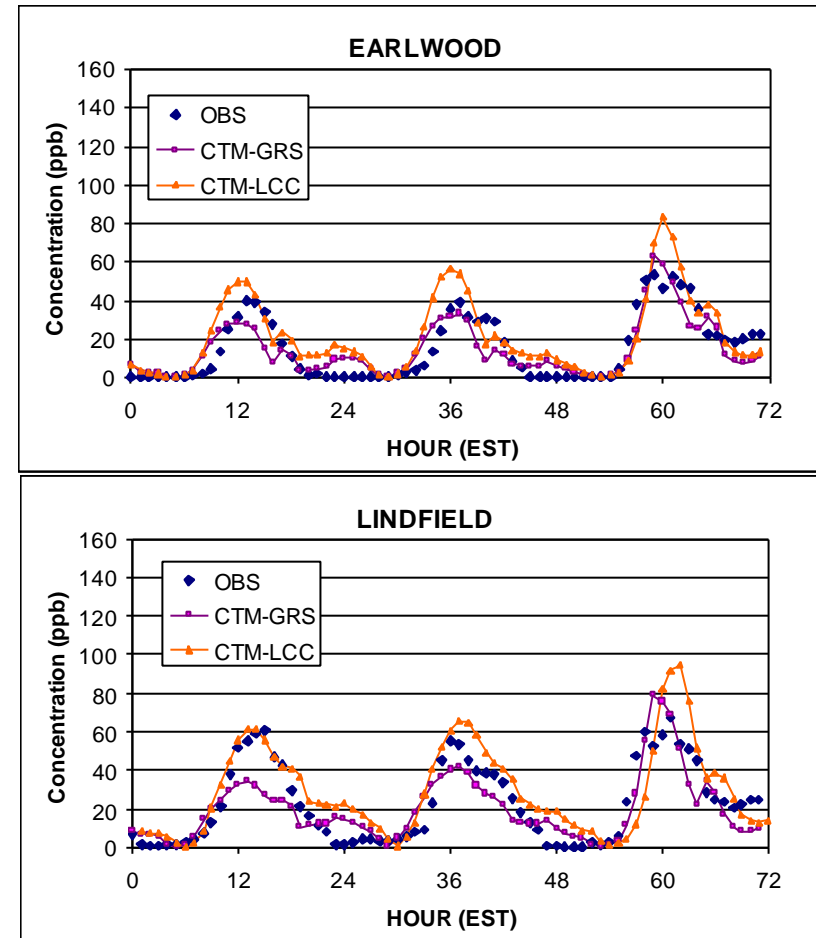 EARLWOOD
160
140
120
100
80
60
40
20
0
Concentration (ppb)
OBS
CTM-GRS
CTM-LCC
0 12 24 36 48 60 72
HOUR (EST)
LINDFIELD
160
140
120
100
80
60
40
20
0
Concentration (ppb)
OBS
CTM-GRS
CTM-LCC
0 12 24 36 48 60 72
HOUR (EST)